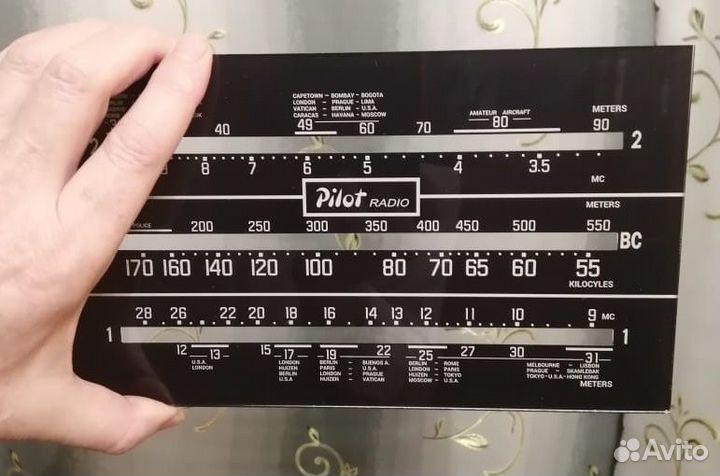 CAPETOWN – BOMBAY – BOGOTA
LONDON – PRAGUE – LIMA
VATICAN – BERLIN – U.S.A.
CARACAS – HAVANA – MOSCOW
AMATEUR AIRCRAFT
METERS
40 49 60 70 80 90
2 2
8 7 6 5 4 3.5
MC
Pilot RADIO
METERS
POLICE 200 250 300 350 400 450 500 550
BC
170 160 140 120 100 80 70 65 60 55
KILOCYLES
28 26 22 20 18 16 14 13 12 11 10 9 MC
1 1
12 13 15 17 19 22 25 27 30 31
U.S.A.
LONDON
LONDON
HUIZEN
BERLIN
U.S.A
BERLIN – BUENOS A.
PARIS – U.S.A.
LONDON – PRAGUE
HUIZEN – VATICAN
BERLIN – ROME
LONDON – PARIS
PARIS – TOKYO
MOSCOW – U.S.A
MELBOURNE – LISBON
PRAGUE – SKAMLEBAK
TOKYO-U.S.A-HONG KONG
METERS
Avito